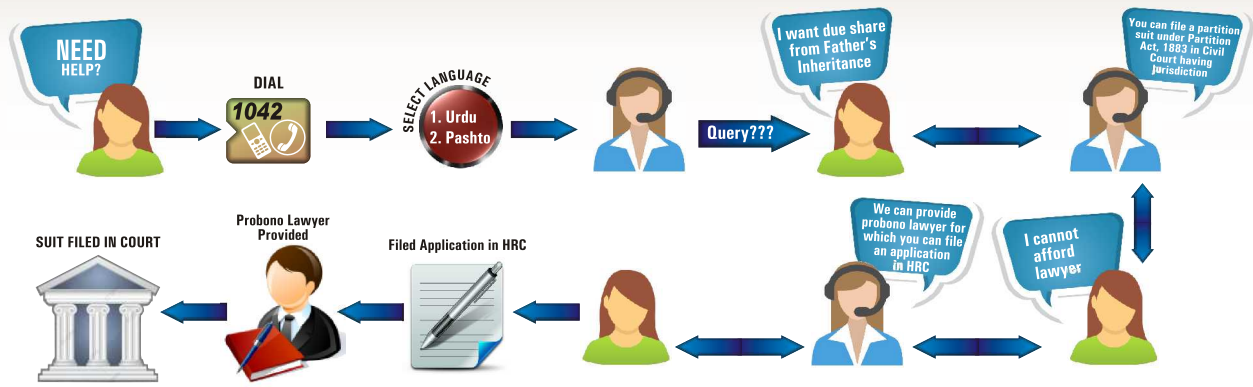 NEED
HELP?
DIAL
1042
SELECT LANGUAGE
1. Urdu
2. Pashto
Query???
I want due share
from Father's
Inheritance
You can file a partition
suit under Partition
Act, 1883 in Civil
Court having
Jurisdiction
I cannot
afford
lawyer
We can provide
probono lawyer for
which you can file
an application
in HRC
Filed Application in HRC
Probono Lawyer
Provided
SUIT FILED IN COURT